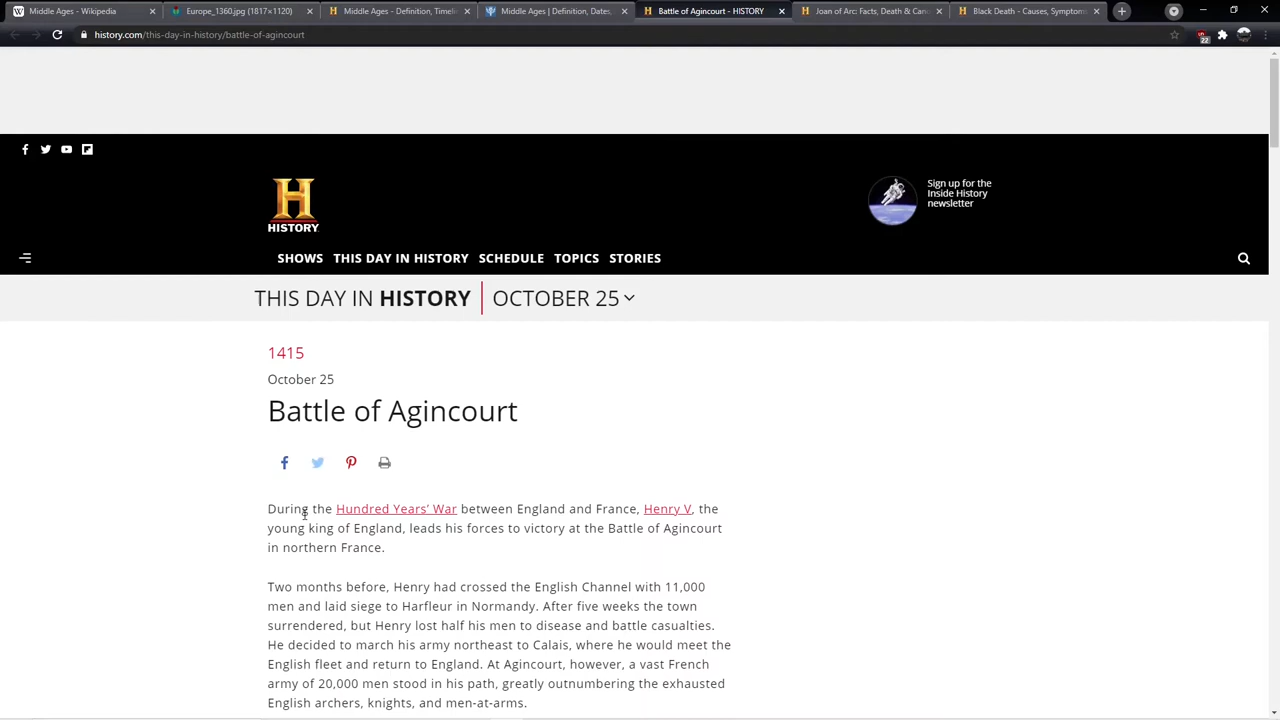 Middle Ages - Wikipedia
Europe_1360.jpg (1817×1120)
Middle Ages – Definition, Timelin
Middle Ages | Definition, Dates,
Battle of Agincourt - HISTORY
Joan of Arc: Facts, Death & Can
Black Death - Causes, Symptom
history.com/this-day-in-history/battle-of-agincourt
22
H
HISTORY
Sign up for the
Inside History
newsletter
SHOWS THIS DAY IN HISTORY SCHEDULE TOPICS STORIES
THIS DAY IN HISTORY OCTOBER 25
1415
October 25
Battle of Agincourt
During the Hundred Years' War between England and France, Henry V, the
young king of England, leads his forces to victory at the Battle of Agincourt
in northern France.
Two months before, Henry had crossed the English Channel with 11,000
men and laid siege to Harfleur in Normandy. After five weeks the town
surrendered, but Henry lost half his men to disease and battle casualties.
He decided to march his army northeast to Calais, where he would meet the
English fleet and return to England. At Agincourt, however, a vast French
army of 20,000 men stood in his path, greatly outnumbering the exhausted
English archers, knights, and men-at-arms.